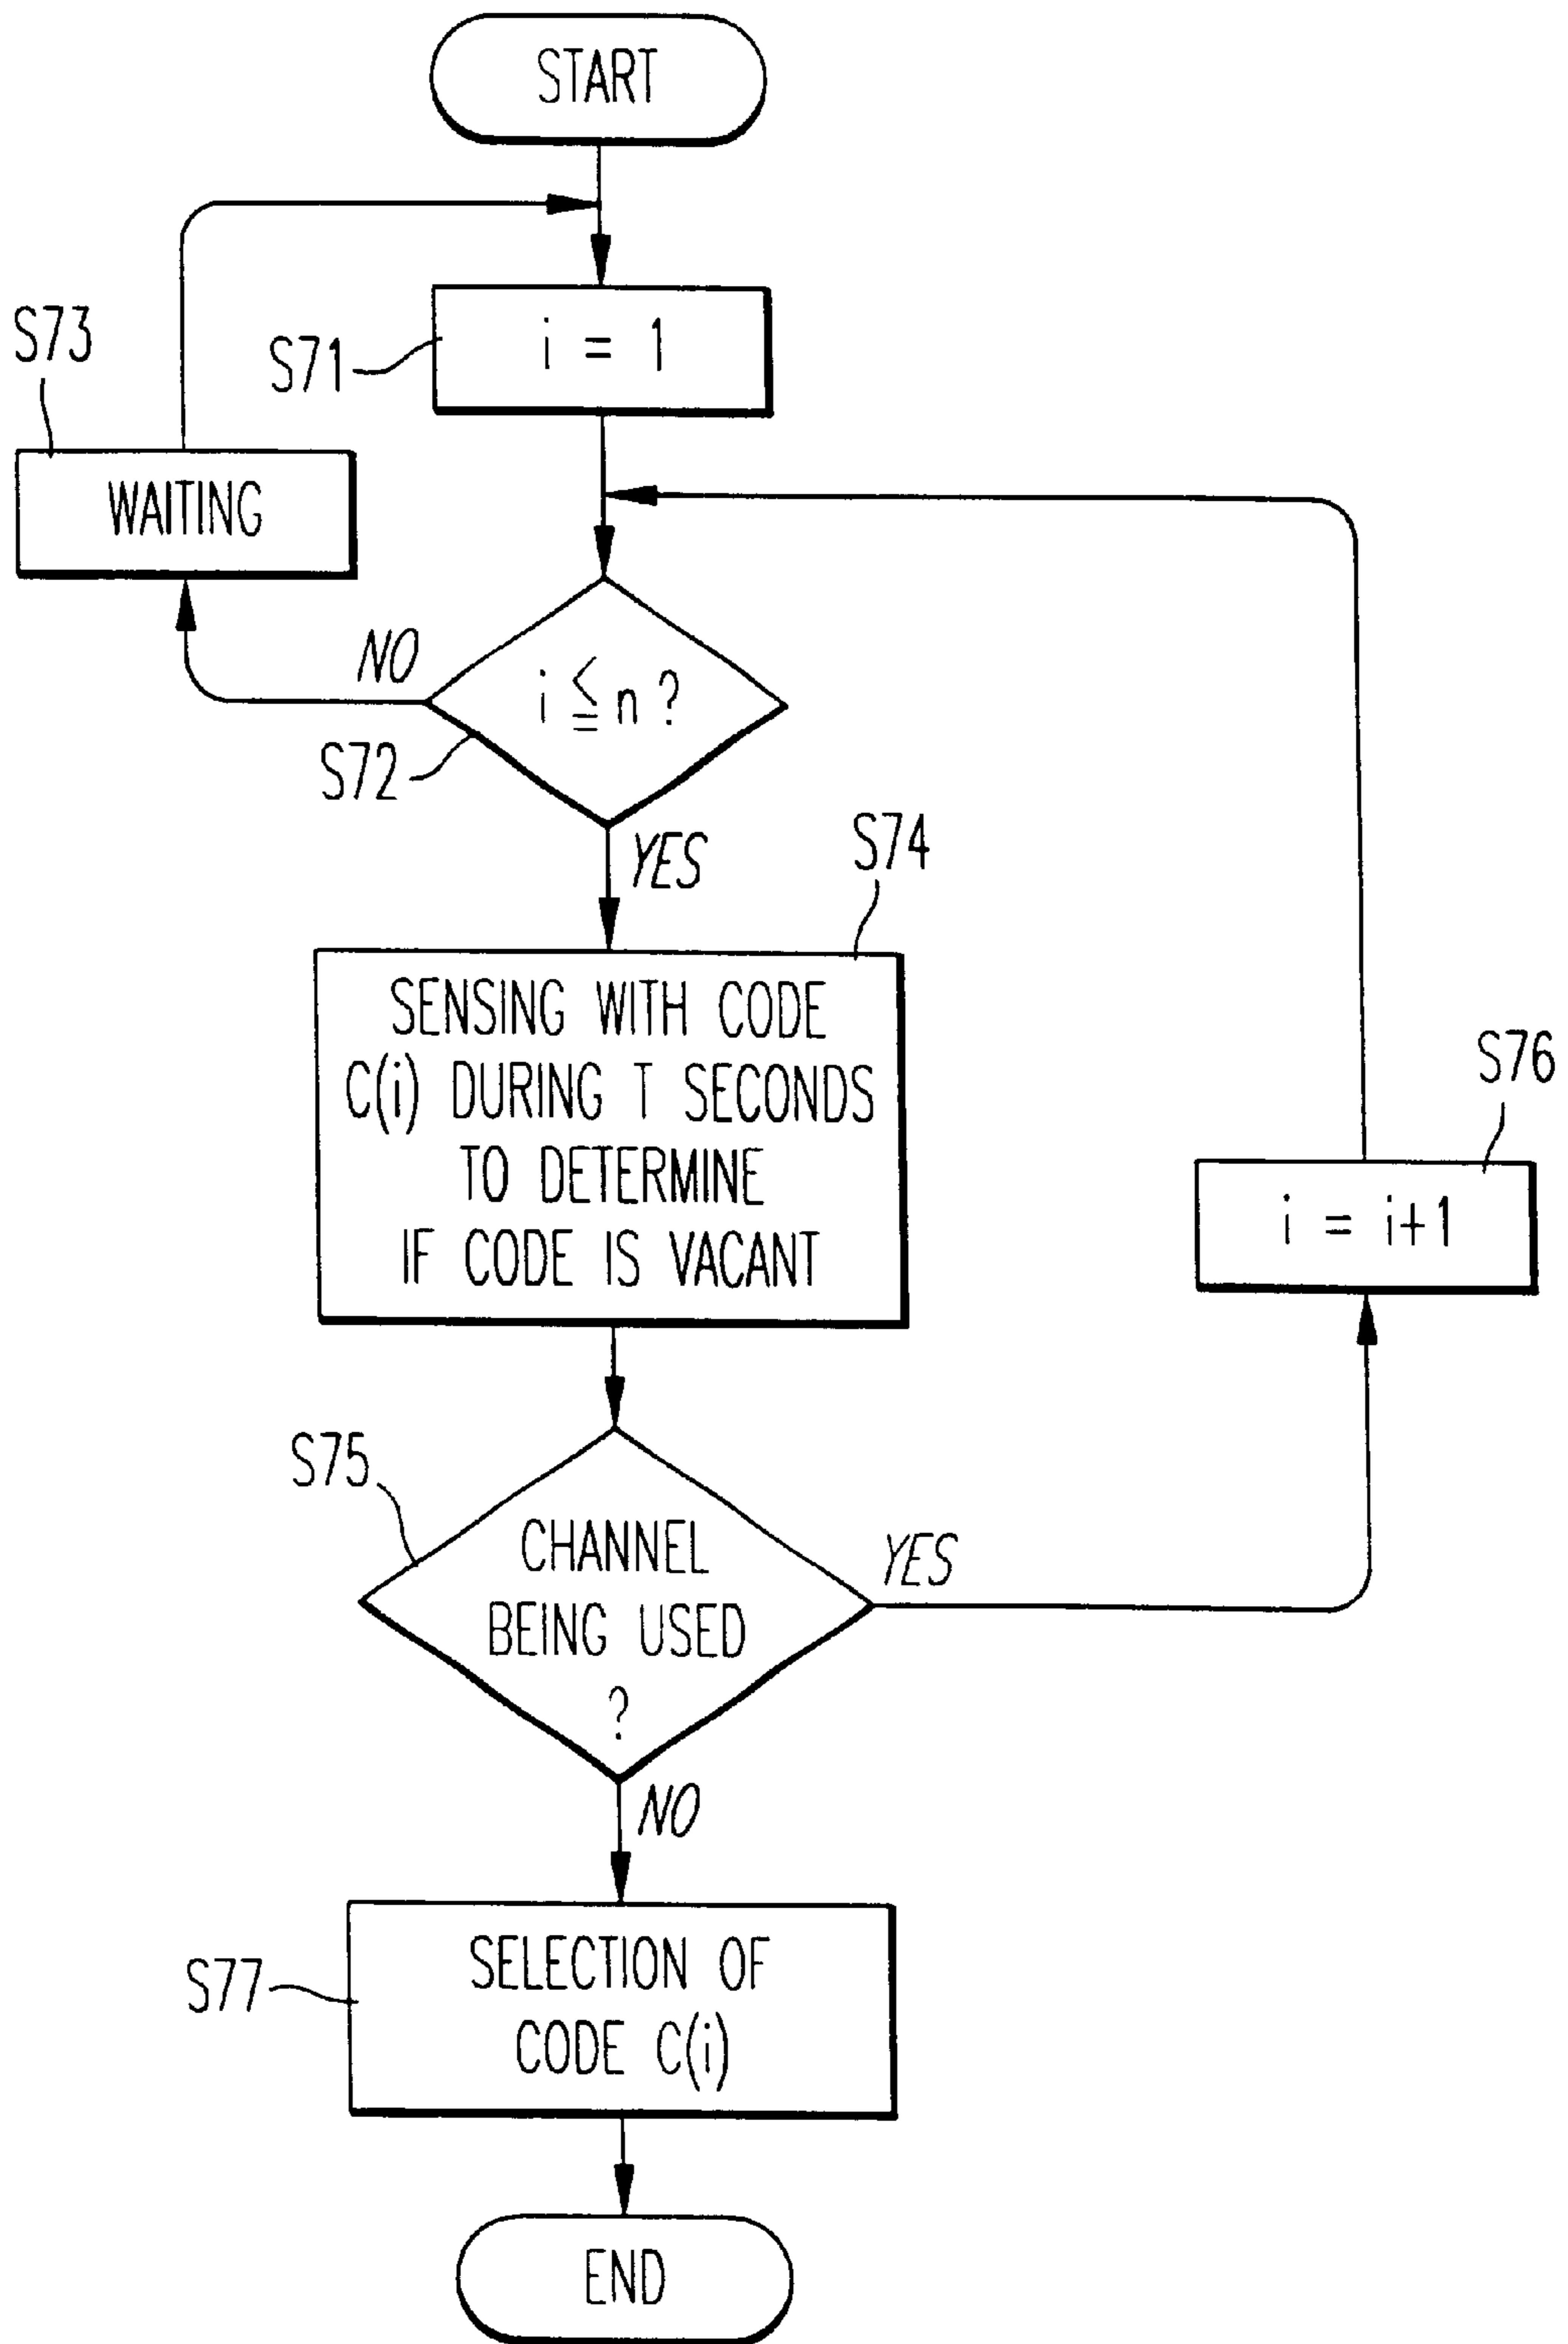 START
S73
S71
i = 1
WAITING
NO
i ≦ n ?
S72
YES
S74
SENSING WITH CODE
C(i) DURING T SECONDS
TO DETERMINE
IF CODE IS VACANT
S76
i = i+1
S75
CHANNEL
BEING USED
?
YES
NO
S77
SELECTION OF
CODE C(i)
END